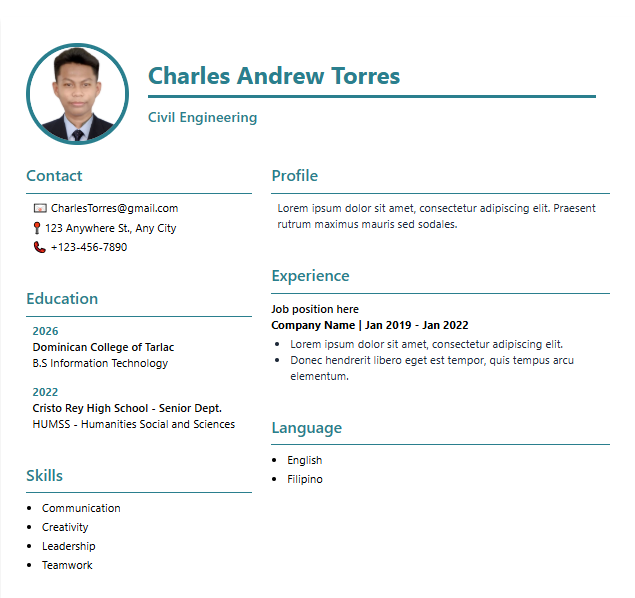 Charles Andrew Torres
Civil Engineering
Contact
CharlesTorres@gmail.com
123 Anywhere St., Any City
+123-456-7890
Education
2026
Dominican College of Tarlac
B.S Information Technology
2022
Cristo Rey High School - Senior Dept.
HUMSS - Humanities Social and Sciences
Skills
• Communication
• Creativity
• Leadership
• Teamwork
Profile
Lorem ipsum dolor sit amet, consectetur adipiscing elit. Praesent
rutrum maximus mauris sed sodales.
Experience
Job position here
Company Name | Jan 2019 - Jan 2022
• Lorem ipsum dolor sit amet, consectetur adipiscing elit.
• Donec hendrerit libero eget est tempor, quis tempus arcu
elementum.
Language
• English
• Filipino